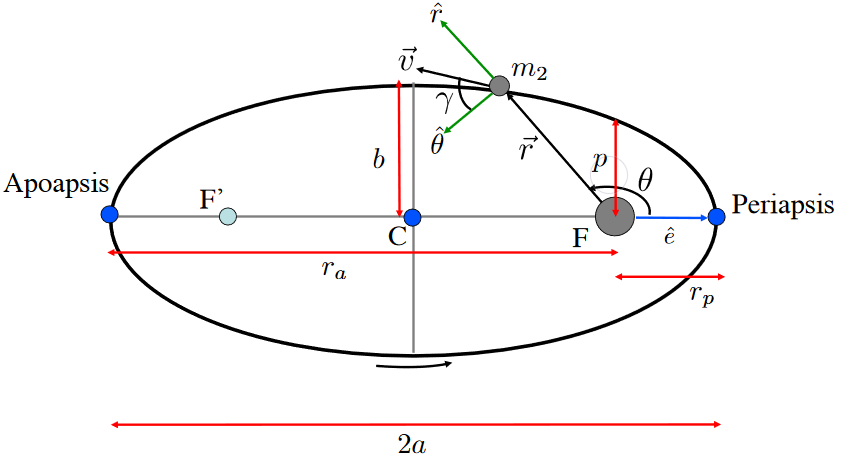 r̂
v⃗
m₂
γ
θ̂
b
r⃗
p
θ
Apoapsis
F'
Periapsis
C
F
ê
rₐ
rₚ
2a